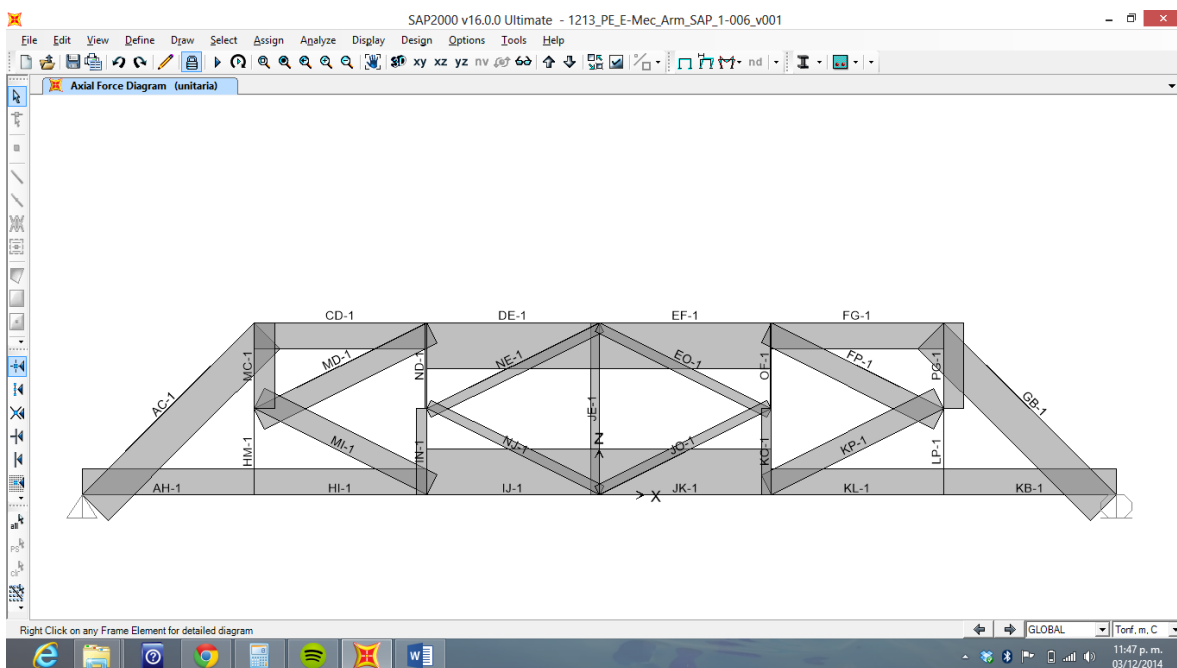 SAP2000 v16.0.0 Ultimate - 1213_PE_E-Mec_Arm_SAP_1-006_v001
File Edit View Define Draw Select Assign Analyze Display Design Options Tools Help
3D xy xz yz nv nd
Axial Force Diagram (unitaria)
CD-1 DE-1 EF-1 FG-1
AC-1 MC-1 MD-1 ND-1 NE-1 JE-1 EO-1 OF-1 FP-1 PG-1 GB-1
HM-1 MI-1 IN-1 NJ-1 Z JO-1 KO-1 KP-1 LP-1
AH-1 HI-1 IJ-1 X JK-1 KL-1 KB-1
all
PS
clr
Right Click on any Frame Element for detailed diagram
GLOBAL
Tonf, m, C
11:47 p. m.
03/12/2014